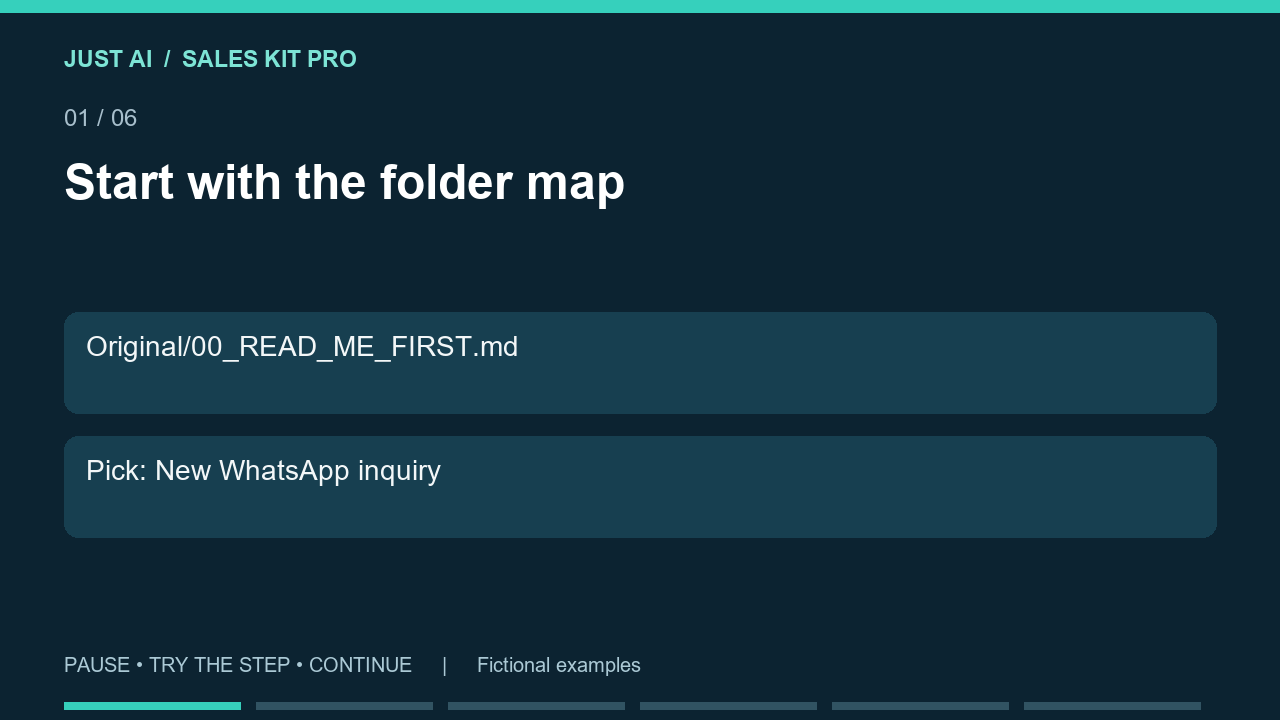 JUST AI / SALES KIT PRO
01 / 06
Start with the folder map
Original/00_READ_ME_FIRST.md
Pick: New WhatsApp inquiry
PAUSE • TRY THE STEP • CONTINUE | Fictional examples